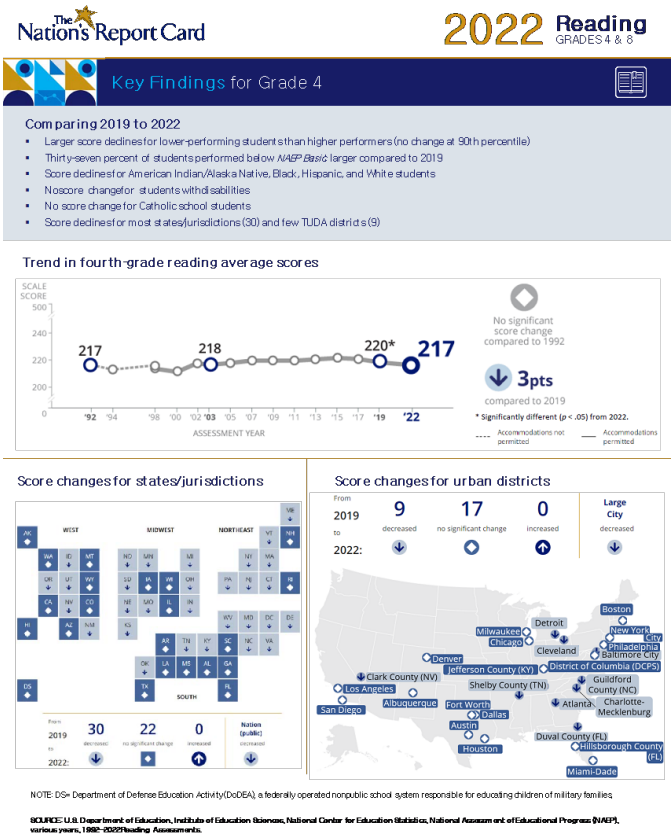 The
Nation's Report Card
2022 Reading
GRADES 4 & 8
Key Findings for Grade 4
Comparing 2019 to 2022
▪ Larger score declines for lower-performing students than higher performers (no change at 90th percentile)
▪ Thirty-seven percent of students performed below NAEP Basic, larger compared to 2019
▪ Score declines for American Indian/Alaska Native, Black, Hispanic, and White students
▪ Noscore changefor students withdisabilities
▪ No score change for Catholic school students
▪ Score declines for most states/jurisdictions (30) and few TUDA districts (9)
Trend in fourth-grade reading average scores
SCALE
SCORE
500
240
220
200
0
217
218
220*
217
'92 '94 '98 '00 '02 '03 '05 '07 '09 '11 '13 '15 '17 '19 '22
ASSESSMENT YEAR
No significant
score change
compared to 1992
3pts
compared to 2019
* Significantly different (p < .05) from 2022.
Accommodations not
permitted
Accommodations
permitted
Score changes for states/jurisdictions
WEST MIDWEST NORTHEAST
ME
AK VT NH
WA ID MT ND MN MI NY MA
OR UT WY SD IA WI OH PA NJ CT RI
CA NV CO NE MO IL IN WV MD DC DE
HI AZ NM KS AR TN KY SC NC VA
OK LA MS AL GA
DS TX FL
SOUTH
From
2019
to
2022:
30
decreased
22
no significant change
0
increased
Nation
(public)
decreased
Score changes for urban districts
From
2019
to
2022:
9
decreased
17
no significant change
0
increased
Large
City
decreased
Boston
Detroit
Milwaukee
New York
City
Chicago
Philadelphia
Cleveland
Baltimore City
Denver
District of Columbia (DCPS)
Jefferson County (KY)
Clark County (NV)
Guildford
County (NC)
Shelby County (TN)
Los Angeles
Albuquerque
Fort Worth
Atlanta
Charlotte-
Mecklenburg
San Diego
Dallas
Austin
Duval County (FL)
Houston
Hillsborough County
(FL)
Miami-Dade
NOTE: DS= Department of Defense Education Activity(DoDEA), a federally operated nonpublic school system responsible for educating children of military families.
SOURCE: U.S. Department of Education, Institute of Education Sciences, National Center for Education Statistics, National Assessment of Educational Progress (NAEP),
various years, 1992–2022Reading Assessments.